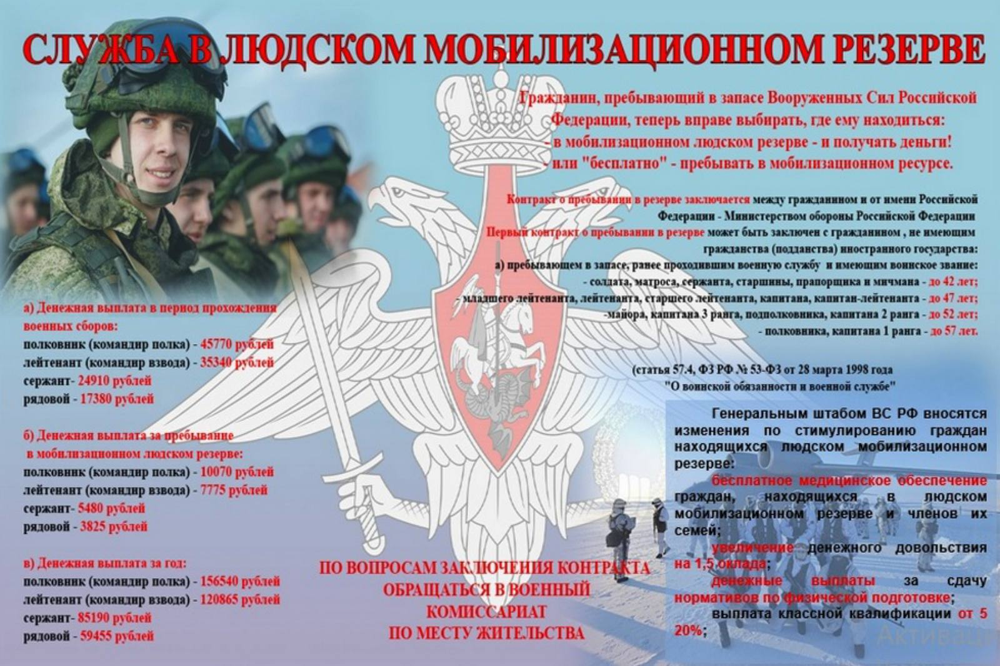 СЛУЖБА В ЛЮДСКОМ МОБИЛИЗАЦИОННОМ РЕЗЕРВЕ
Гражданин, пребывающий в запасе Вооруженных Сил Российской
Федерации, теперь вправе выбирать, где ему находиться:
- в мобилизационном людском резерве - и получать деньги!
- или "бесплатно" - пребывать в мобилизационном ресурсе.
Контракт о пребывании в резерве заключается между гражданином и от имени Российской
Федерации - Министерством обороны Российской Федерации
Первый контракт о пребывании в резерве может быть заключен с гражданином , не имеющим
гражданства (подданства) иностранного государства:
а) пребывающем в запасе, ранее проходившим военную службу и имеющим воинское звание:
- солдата, матроса, сержанта, старшины, прапорщика и мичмана - до 42 лет;
- младшего лейтенанта, лейтенанта, старшего лейтенанта, капитана, капитан-лейтенанта - до 47 лет;
-майора, капитана 3 ранга, подполковника, капитана 2 ранга - до 52 лет;
- полковника, капитана 1 ранга - до 57 лет.
(статья 57.4, ФЗ РФ № 53-ФЗ от 28 марта 1998 года
"О воинской обязанности и военной службе"
а) Денежная выплата в период прохождения
военных сборов:
полковник (командир полка) - 45770 рублей
лейтенант (командир взвода) - 35340 рублей
сержант- 24910 рублей
рядовой - 17380 рублей
б) Денежная выплата за пребывание
в мобилизационном людском резерве:
полковник (командир полка) - 10070 рублей
лейтенант (командир взвода) - 7775 рублей
сержант- 5480 рублей
рядовой - 3825 рублей
в) Денежная выплата за год:
полковник (командир полка) - 156540 рублей
лейтенант (командир взвода) - 120865 рублей
сержант- 85190 рублей
рядовой - 59455 рублей
ПО ВОПРОСАМ ЗАКЛЮЧЕНИЯ КОНТРАКТА
ОБРАЩАТЬСЯ В ВОЕННЫЙ
КОМИССАРИАТ
ПО МЕСТУ ЖИТЕЛЬСТВА
Генеральным штабом ВС РФ вносятся
изменения по стимулированию граждан
находящихся людском мобилизационном
резерве:
бесплатное медицинское обеспечение
граждан, находящихся в людском
мобилизационном резерве и членов их
семей;
увеличение денежного довольствия
на 1,5 оклада;
денежные выплаты за сдачу
нормативов по физической подготовке;
выплата классной квалификации от 5
20%;